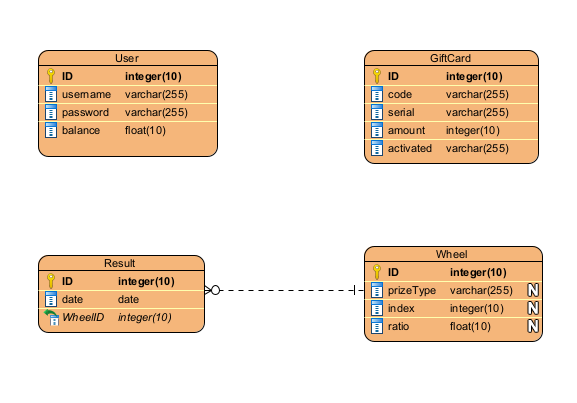 User
ID integer(10)
username varchar(255)
password varchar(255)
balance float(10)
GiftCard
ID integer(10)
code varchar(255)
serial varchar(255)
amount integer(10)
activated varchar(255)
Result
ID integer(10)
date date
WheelID integer(10)
Wheel
ID integer(10)
prizeType varchar(255) N
index integer(10) N
ratio float(10) N